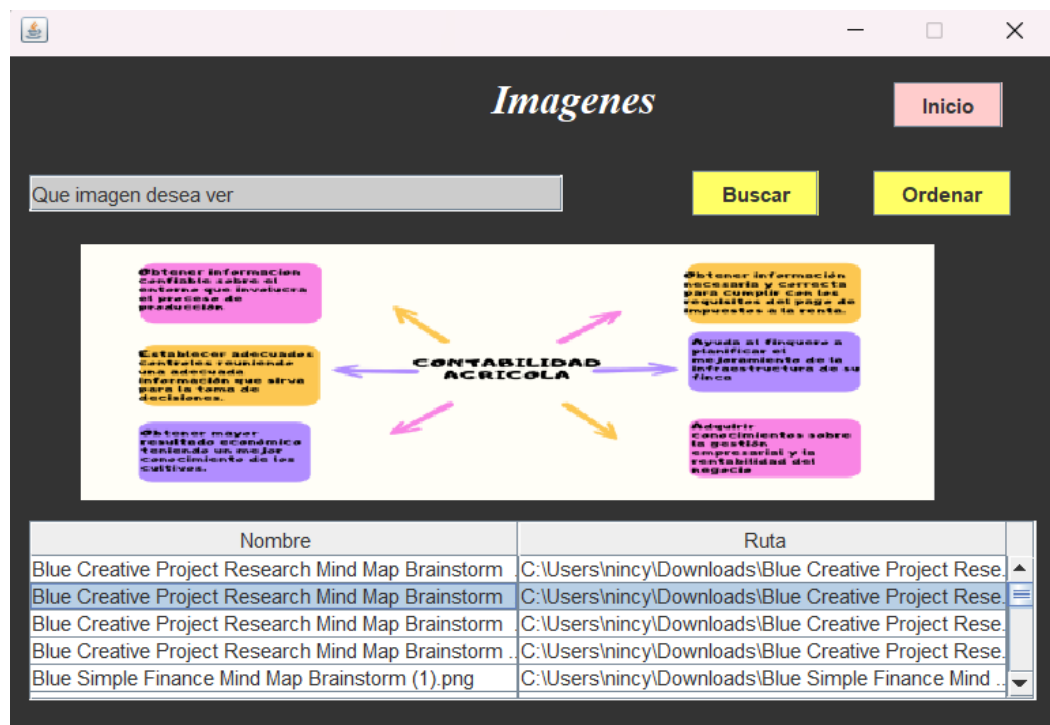 Imagenes
Inicio
Que imagen desea ver
Buscar
Ordenar
Obtener informacion
confiable sobre el
entorno que involucra
el proceso de
producción
Establecer adecuados
controles reuniendo
una adecuada
información que sirva
para la toma de
decisiones.
Obtener mayor
resultado económico
teniendo un mejor
conocimiento de los
cultivos.
CONTABILIDAD
AGRICOLA
Obtener información
necesaria y correcta
para cumplir con los
requisitos del pago de
impuestos a la renta.
Ayuda al finquero a
planificar el
mejoramiento de la
infraestructura de su
finca
Adquirir
conocimientos sobre
la gestión
empresarial y la
rentabilidad del
negocio
Nombre Ruta
Blue Creative Project Research Mind Map Brainstorm . C:\Users\nincy\Downloads\Blue Creative Project Rese.
Blue Creative Project Research Mind Map Brainstorm C:\Users\nincy\Downloads\Blue Creative Project Rese.
Blue Creative Project Research Mind Map Brainstorm . C:\Users\nincy\Downloads\Blue Creative Project Rese.
Blue Creative Project Research Mind Map Brainstorm .. C:\Users\nincy\Downloads\Blue Creative Project Rese.
Blue Simple Finance Mind Map Brainstorm (1).png C:\Users\nincy\Downloads\Blue Simple Finance Mind ..